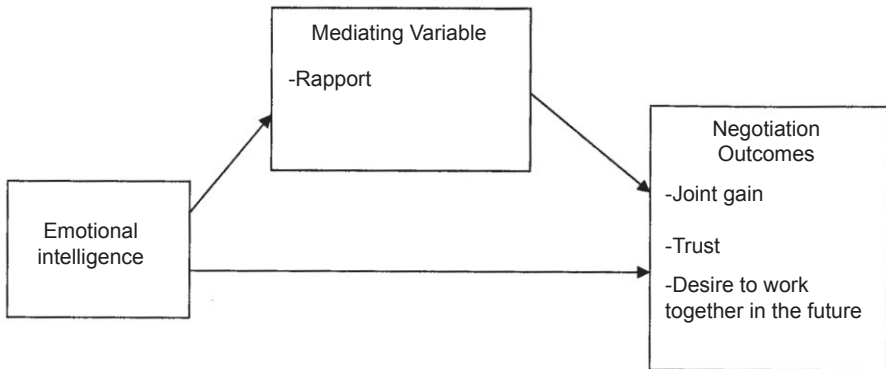 Mediating Variable
-Rapport
Emotional
intelligence
Negotiation
Outcomes
-Joint gain
-Trust
-Desire to work
together in the future